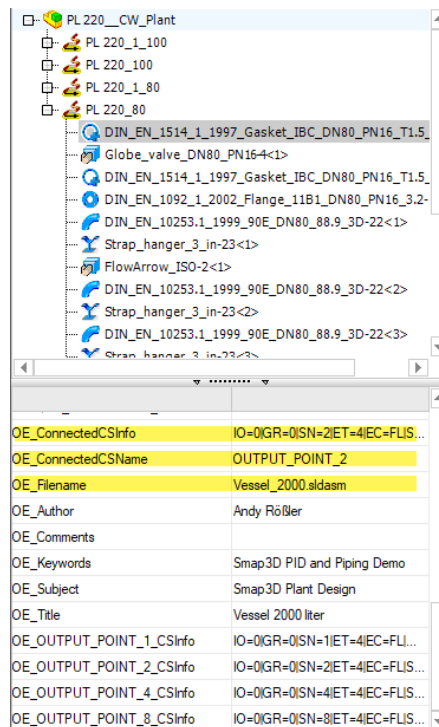 PL 220__CW_Plant
PL 220_1_100
PL 220_100
PL 220_1_80
PL 220_80
DIN_EN_1514_1_1997_Gasket_IBC_DN80_PN16_T1.5_
Globe_valve_DN80_PN16-4<1>
DIN_EN_1514_1_1997_Gasket_IBC_DN80_PN16_T1.5_
DIN_EN_1092_1_2002_Flange_11B1_DN80_PN16_3.2-
DIN_EN_10253.1_1999_90E_DN80_88.9_3D-22<1>
Strap_hanger_3_in-23<1>
FlowArrow_ISO-2<1>
DIN_EN_10253.1_1999_90E_DN80_88.9_3D-22<2>
Strap_hanger_3_in-23<2>
DIN_EN_10253.1_1999_90E_DN80_88.9_3D-22<3>
Strap_hanger_3_in-23<3>
OE_ConnectedCSInfo IO=0|GR=0|SN=2|ET=4|EC=FL|S...
OE_ConnectedCSName OUTPUT_POINT_2
OE_Filename Vessel_2000.sldasm
OE_Author Andy Rößler
OE_Comments
OE_Keywords Smap3D PID and Piping Demo
OE_Subject Smap3D Plant Design
OE_Title Vessel 2000 liter
OE_OUTPUT_POINT_1_CSInfo IO=0|GR=0|SN=1|ET=4|EC=FL|...
OE_OUTPUT_POINT_2_CSInfo IO=0|GR=0|SN=2|ET=4|EC=FL|S...
OE_OUTPUT_POINT_4_CSInfo IO=0|GR=0|SN=4|ET=4|EC=FL|S...
OE_OUTPUT_POINT_8_CSInfo IO=0|GR=0|SN=8|ET=4|EC=FL|S...